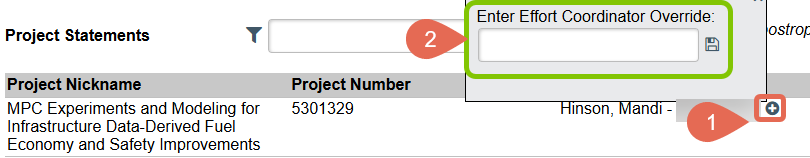 Enter Effort Coordinator Override:
Project Statements
2
ostrop
Project Nickname Project Number
MPC Experiments and Modeling for 5301329 Hinson, Mandi -
Infrastructure Data-Derived Fuel
Economy and Safety Improvements
1